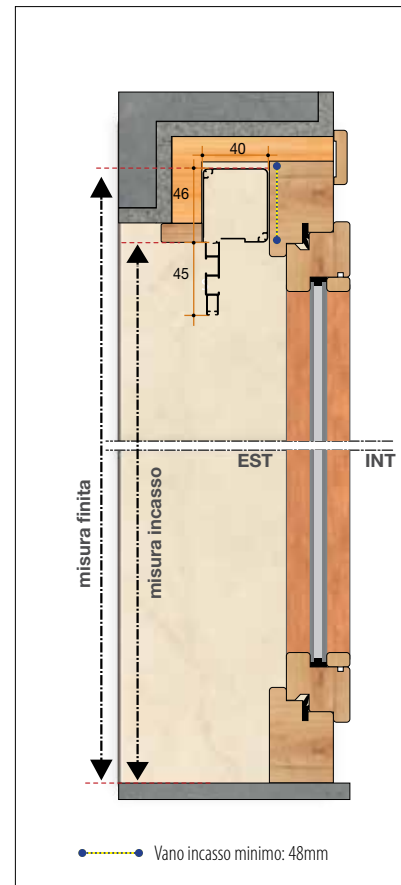 40
46
45
EST
INT
misura finita
misura incasso
Vano incasso minimo: 48mm